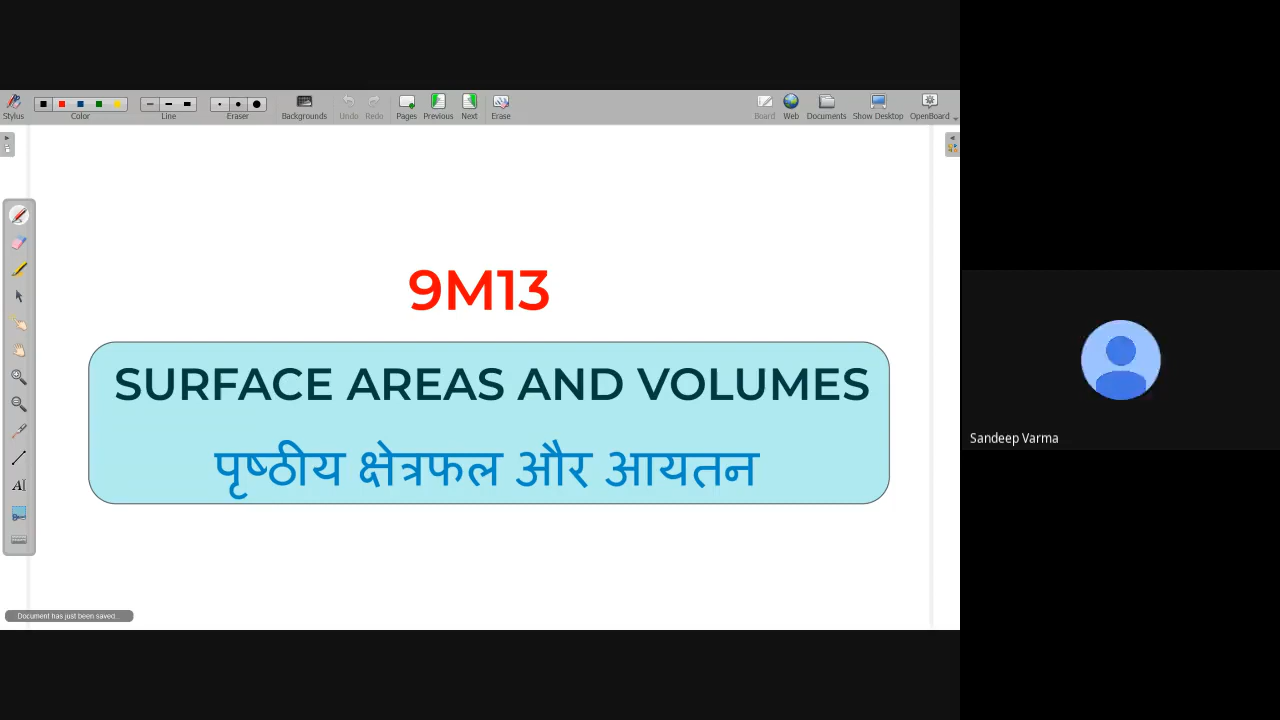 Stylus
Color
Line
Eraser
Backgrounds
Undo
Redo
Pages
Previous
Next
Erase
Board
Web
Documents
Show Desktop
OpenBoard
9M13
SURFACE AREAS AND VOLUMES
पृष्ठीय क्षेत्रफल और आयतन
AI
Sandeep Varma
Document has just been saved...